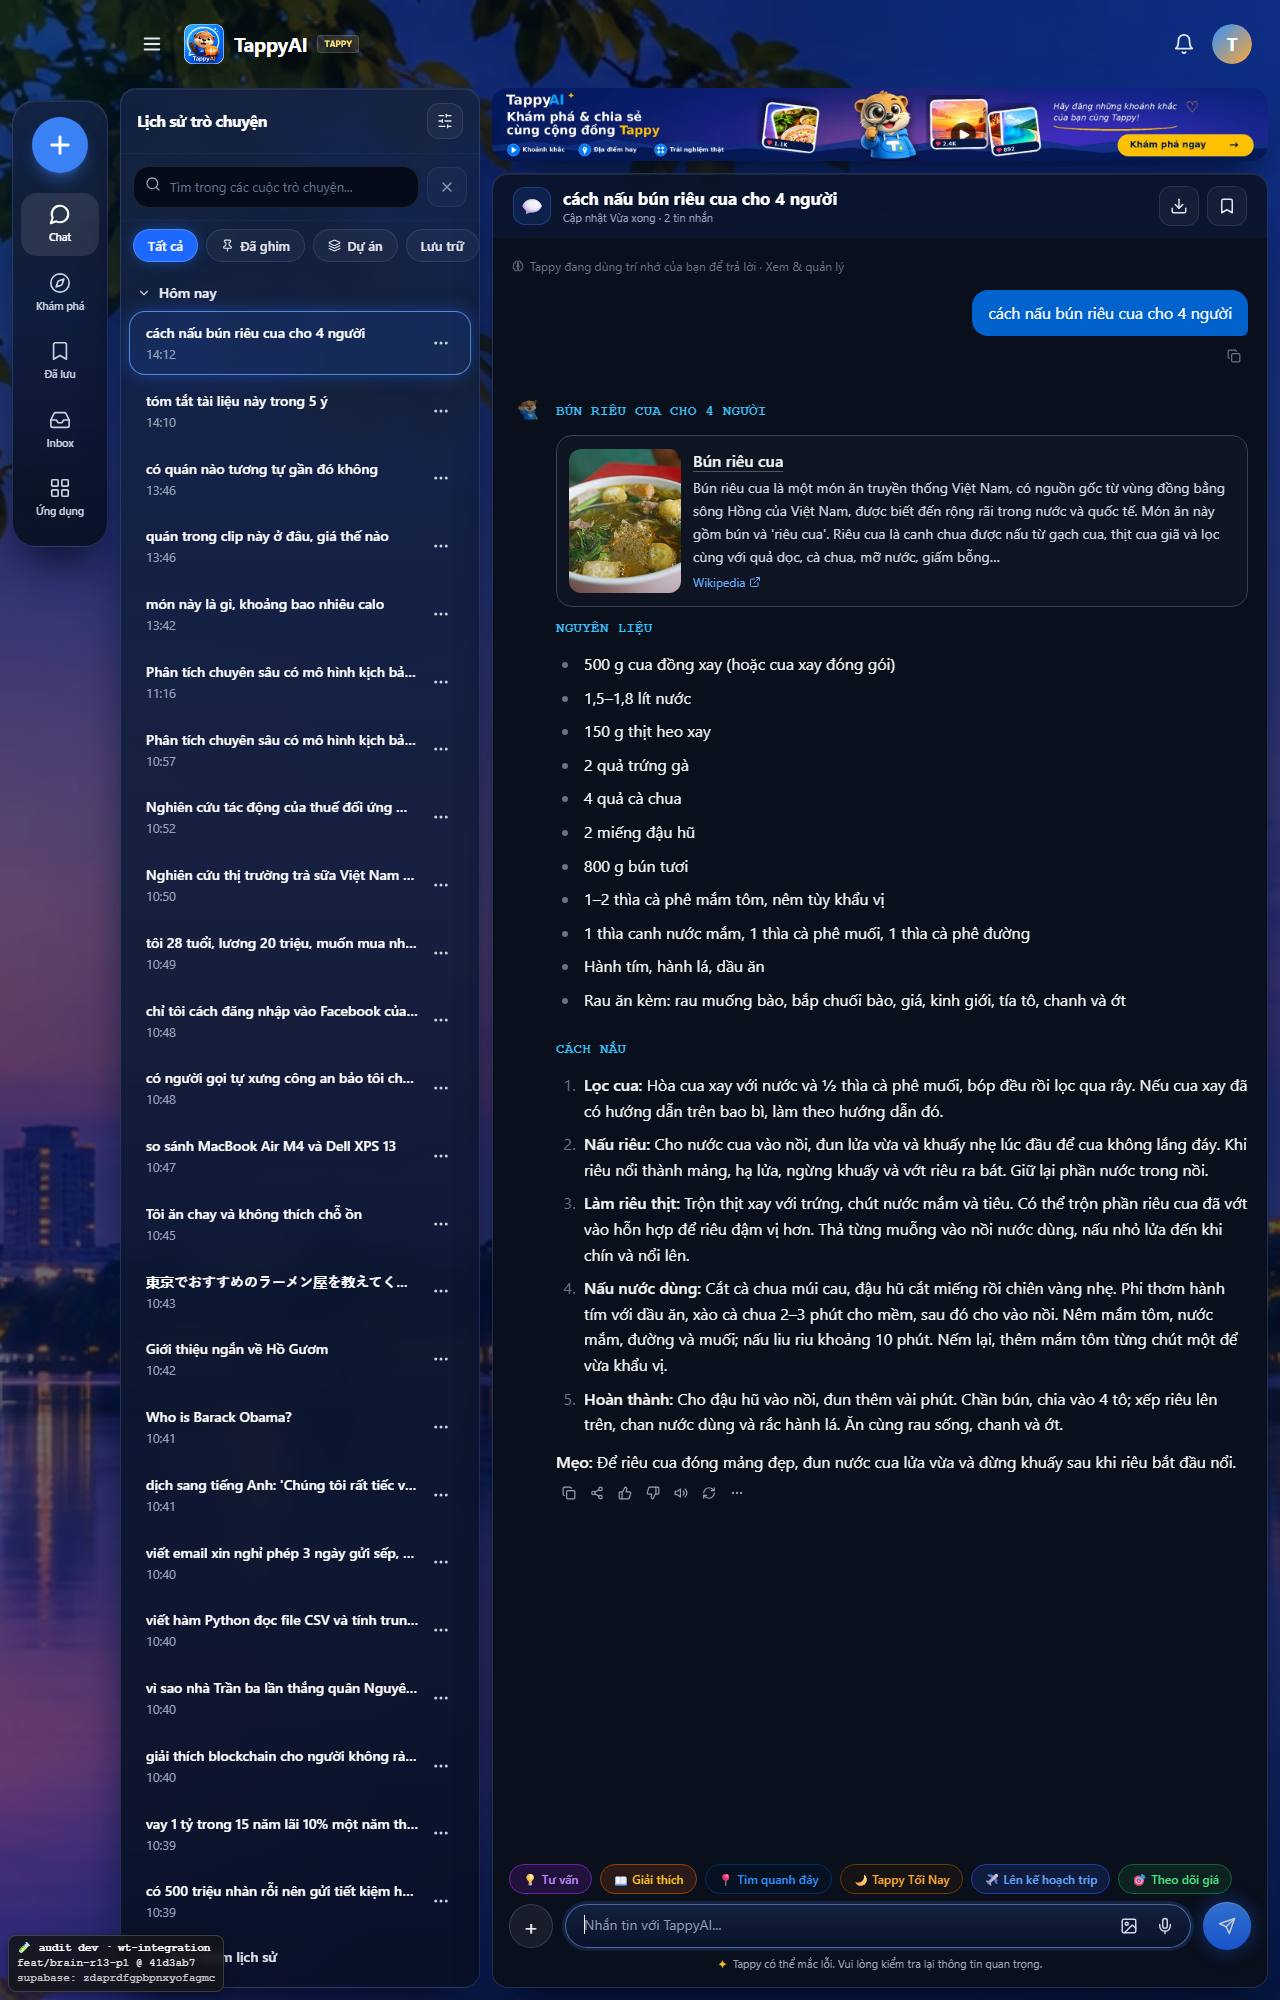 TappyAI TAPPY
T
Chat
Khám phá
Đã lưu
Inbox
Ứng dụng
Lịch sử trò chuyện
Tìm trong các cuộc trò chuyện...
Tất cả
Đã ghim
Dự án
Lưu trữ
Hôm nay
cách nấu bún riêu cua cho 4 người
14:12
tóm tắt tài liệu này trong 5 ý
14:10
có quán nào tương tự gần đó không
13:46
quán trong clip này ở đâu, giá thế nào
13:46
món này là gì, khoảng bao nhiêu calo
13:42
Phân tích chuyên sâu có mô hình kịch bả...
11:16
Phân tích chuyên sâu có mô hình kịch bả...
10:57
Nghiên cứu tác động của thuế đối ứng ...
10:52
Nghiên cứu thị trường trà sữa Việt Nam ...
10:50
tôi 28 tuổi, lương 20 triệu, muốn mua nh...
10:49
chỉ tôi cách đăng nhập vào Facebook của...
10:48
có người gọi tự xưng công an bảo tôi ch...
10:48
so sánh MacBook Air M4 và Dell XPS 13
10:47
Tôi ăn chay và không thích chỗ ồn
10:45
東京でおすすめのラーメン屋を教えてく...
10:43
Giới thiệu ngắn về Hồ Gươm
10:42
Who is Barack Obama?
10:41
dịch sang tiếng Anh: 'Chúng tôi rất tiếc v...
10:41
viết email xin nghỉ phép 3 ngày gửi sếp, ...
10:40
viết hàm Python đọc file CSV và tính trun...
10:40
vì sao nhà Trần ba lần thắng quân Nguyê...
10:40
giải thích blockchain cho người không rà...
10:40
vay 1 tỷ trong 15 năm lãi 10% một năm th...
10:39
có 500 triệu nhàn rỗi nên gửi tiết kiệm h...
10:39
lịch sử
audit dev · wt-integration
feat/brain-r13-p1 @ 41d3ab7
supabase: zdaprdfgpbpnxyofagmc
TappyAI
Khám phá & chia sẻ
cùng cộng đồng Tappy
Khoảnh khắc
Địa điểm hay
Trải nghiệm thật
1.1K
2.4K
892
Hãy đăng những khoảnh khắc
của bạn cùng Tappy!
Khám phá ngay →
cách nấu bún riêu cua cho 4 người
Cập nhật Vừa xong · 2 tin nhắn
Tappy đang dùng trí nhớ của bạn để trả lời · Xem & quản lý
cách nấu bún riêu cua cho 4 người
BÚN RIÊU CUA CHO 4 NGƯỜI
Bún riêu cua
Bún riêu cua là một món ăn truyền thống Việt Nam, có nguồn gốc từ vùng đồng bằng
sông Hồng của Việt Nam, được biết đến rộng rãi trong nước và quốc tế. Món ăn này
gồm bún và 'riêu cua'. Riêu cua là canh chua được nấu từ gạch cua, thịt cua giã và lọc
cùng với quả dọc, cà chua, mỡ nước, giấm bỗng...
Wikipedia
NGUYÊN LIỆU
500 g cua đồng xay (hoặc cua xay đóng gói)
1,5–1,8 lít nước
150 g thịt heo xay
2 quả trứng gà
4 quả cà chua
2 miếng đậu hũ
800 g bún tươi
1–2 thìa cà phê mắm tôm, nêm tùy khẩu vị
1 thìa canh nước mắm, 1 thìa cà phê muối, 1 thìa cà phê đường
Hành tím, hành lá, dầu ăn
Rau ăn kèm: rau muống bào, bắp chuối bào, giá, kinh giới, tía tô, chanh và ớt
CÁCH NẤU
1. Lọc cua: Hòa cua xay với nước và ½ thìa cà phê muối, bóp đều rồi lọc qua rây. Nếu cua xay đã
có hướng dẫn trên bao bì, làm theo hướng dẫn đó.
2. Nấu riêu: Cho nước cua vào nồi, đun lửa vừa và khuấy nhẹ lúc đầu để cua không lắng đáy. Khi
riêu nổi thành mảng, hạ lửa, ngừng khuấy và vớt riêu ra bát. Giữ lại phần nước trong nồi.
3. Làm riêu thịt: Trộn thịt xay với trứng, chút nước mắm và tiêu. Có thể trộn phần riêu cua đã vớt
vào hỗn hợp để riêu đậm vị hơn. Thả từng muỗng vào nồi nước dùng, nấu nhỏ lửa đến khi
chín và nổi lên.
4. Nấu nước dùng: Cắt cà chua múi cau, đậu hũ cắt miếng rồi chiên vàng nhẹ. Phi thơm hành
tím với dầu ăn, xào cà chua 2–3 phút cho mềm, sau đó cho vào nồi. Nêm mắm tôm, nước
mắm, đường và muối; nấu liu riu khoảng 10 phút. Nếm lại, thêm mắm tôm từng chút một để
vừa khẩu vị.
5. Hoàn thành: Cho đậu hũ vào nồi, đun thêm vài phút. Chần bún, chia vào 4 tô; xếp riêu lên
trên, chan nước dùng và rắc hành lá. Ăn cùng rau sống, chanh và ớt.
Mẹo: Để riêu cua đóng mảng đẹp, đun nước cua lửa vừa và đừng khuấy sau khi riêu bắt đầu nổi.
Tư vấn
Giải thích
Tìm quanh đây
Tappy Tối Nay
Lên kế hoạch trip
Theo dõi giá
Nhắn tin với TappyAI...
Tappy có thể mắc lỗi. Vui lòng kiểm tra lại thông tin quan trọng.